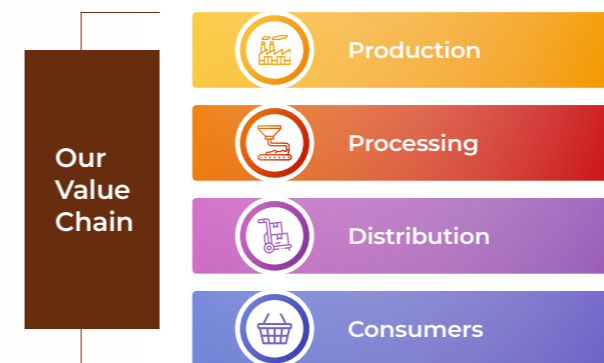 Our
Value
Chain
Production
Processing
Distribution
Consumers